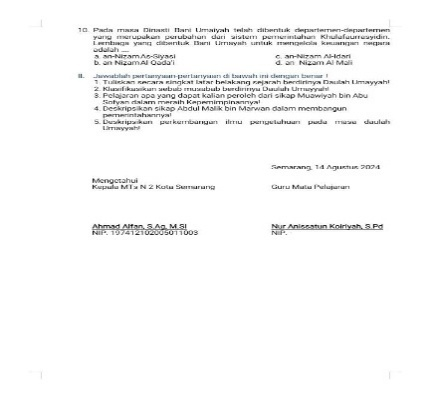 10. Pada masa Dinasti Bani Umaiyah telah dibentuk departemen-departemen
yang merupakan perubahan dari sistem pemerintahan Khulafaurrasyidin.
Lembaga yang dibentuk Bani Umayah untuk mengelola keuangan negara
adalah ....
a. an-Nizam As-Siyasi
c. an-Nizam Al-Idari
b. an Nizam Al Qada'i
d. an Nizam Al Mali
II. Jawablah pertanyaan-pertanyaan di bawah ini dengan benar !
1. Tuliskan secara singkat latar belakang sejarah berdirinya Daulah Umayyah!
2. Klasifikasikan sebab musabab berdirinya Daulah Umayyah!
3. Pelajaran apa yang dapat kalian peroleh dari sikap Muawiyah bin Abu
Sofyan dalam meraih Kepemimpinannya!
4. Deskripsikan sikap Abdul Malik bin Marwan dalam membangun
pemerintahannya!
5. Deskripsikan perkembangan ilmu pengetahuan pada masa daulah
Umayyah!
Semarang, 14 Agustus 2024
Mengetahui
Kepala MTs N 2 Kota Semarang
Guru Mata Pelajaran
Ahmad Alfan, S.Ag, M.SI
Nur Anissatun Koiriyah, S.Pd
NIP. 197412102005011003
NIP.